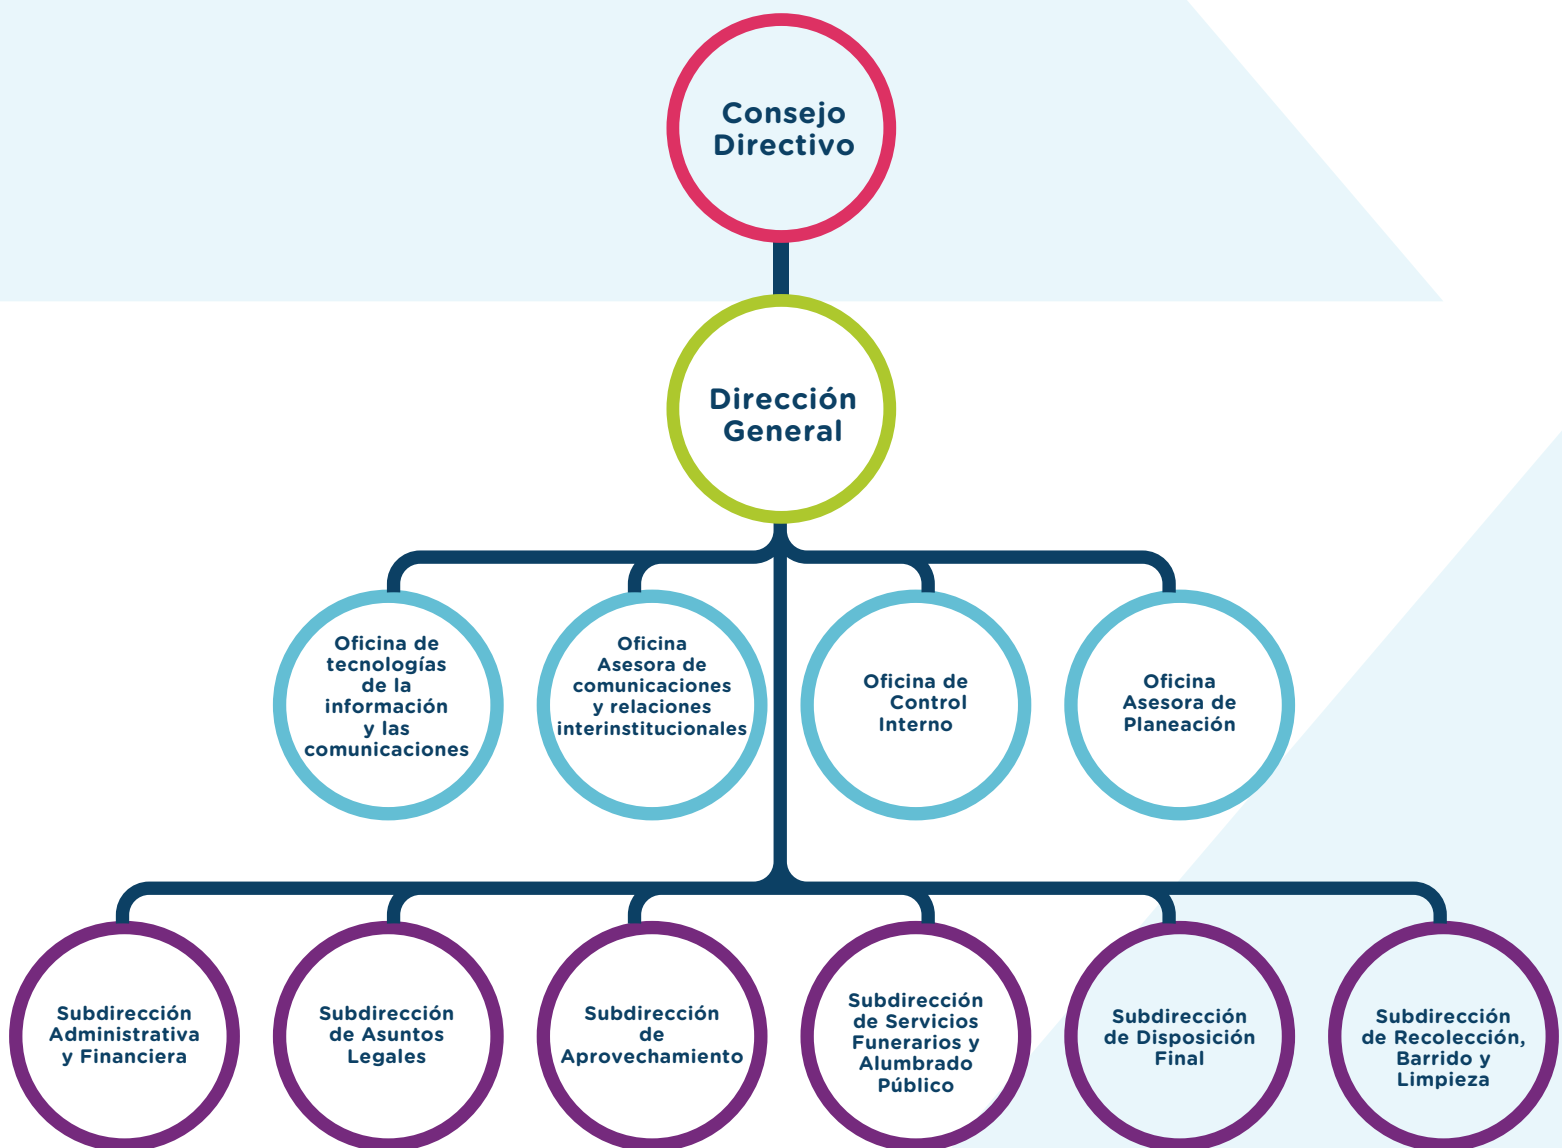 Consejo
Directivo
Dirección
General
Oficina de
tecnologías
de la
información
y las
comunicaciones
Oficina
Asesora de
comunicaciones
y relaciones
interinstitucionales
Oficina de
Control
Interno
Oficina
Asesora de
Planeación
Subdirección
Administrativa
y Financiera
Subdirección
de Asuntos
Legales
Subdirección
de
Aprovechamiento
Subdirección
de Servicios
Funerarios y
Alumbrado
Público
Subdirección
de Disposición
Final
Subdirección
de Recolección,
Barrido y
Limpieza